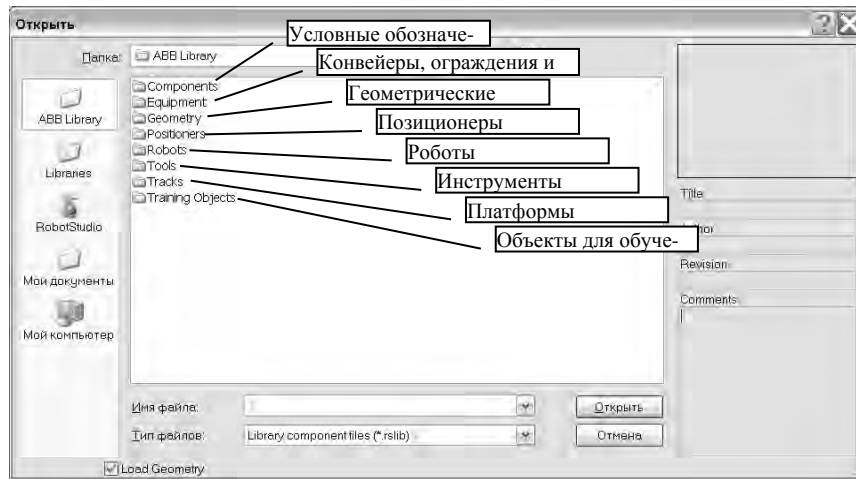 Открыть
Папка:
ABB Library
Условные обозначе-
Конвейеры, ограждения и
Геометрические
Позиционеры
Роботы
Инструменты
Платформы
Объекты для обуче-
Components
Equipment
Geometry
Positioners
Robots
Tools
Tracks
Training Objects
ABB Library
Libraries
RobotStudio
Мои документы
Мой компьютер
Title:
Revision:
Comments:
Имя файла:
Открыть
Тип файлов:
Library component files (*.rslib)
Отмена
Load Geometry